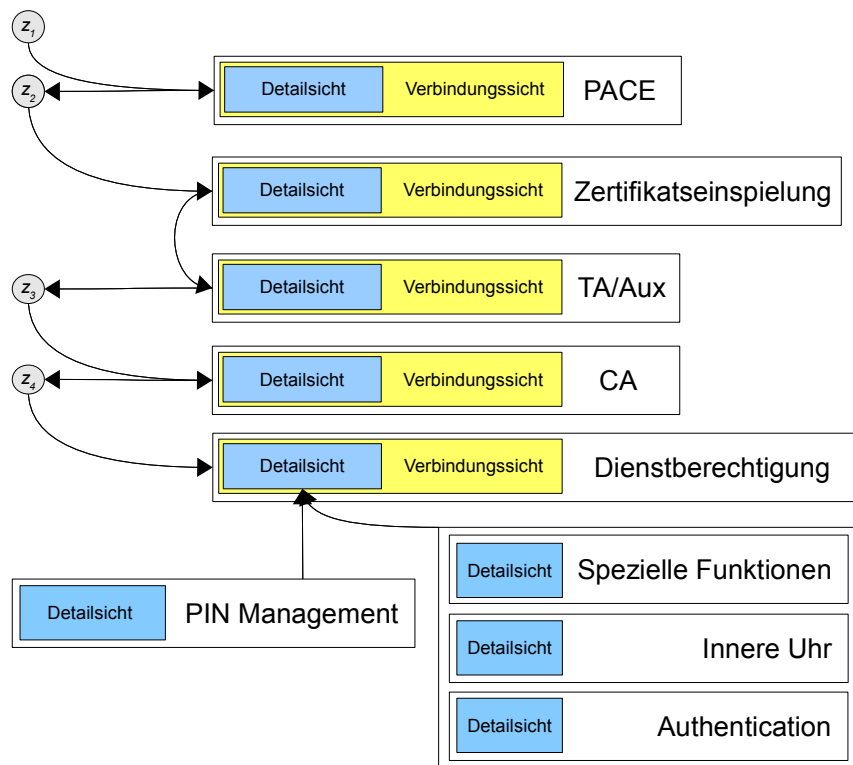 z1
Detailsicht Verbindungssicht PACE
z2
Detailsicht Verbindungssicht Zertifikatseinspielung
z3
Detailsicht Verbindungssicht TA/Aux
z4
Detailsicht Verbindungssicht CA
Detailsicht Verbindungssicht Dienstberechtigung
Detailsicht Spezielle Funktionen
Detailsicht PIN Management
Detailsicht Innere Uhr
Detailsicht Authentication